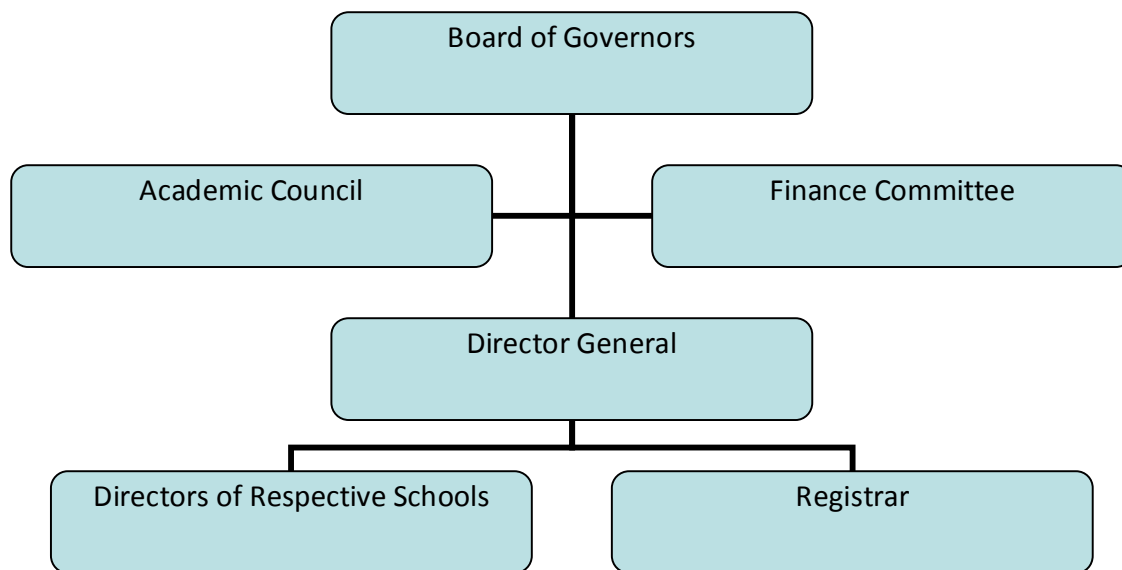 Board of Governors
Academic Council
Finance Committee
Director General
Directors of Respective Schools
Registrar